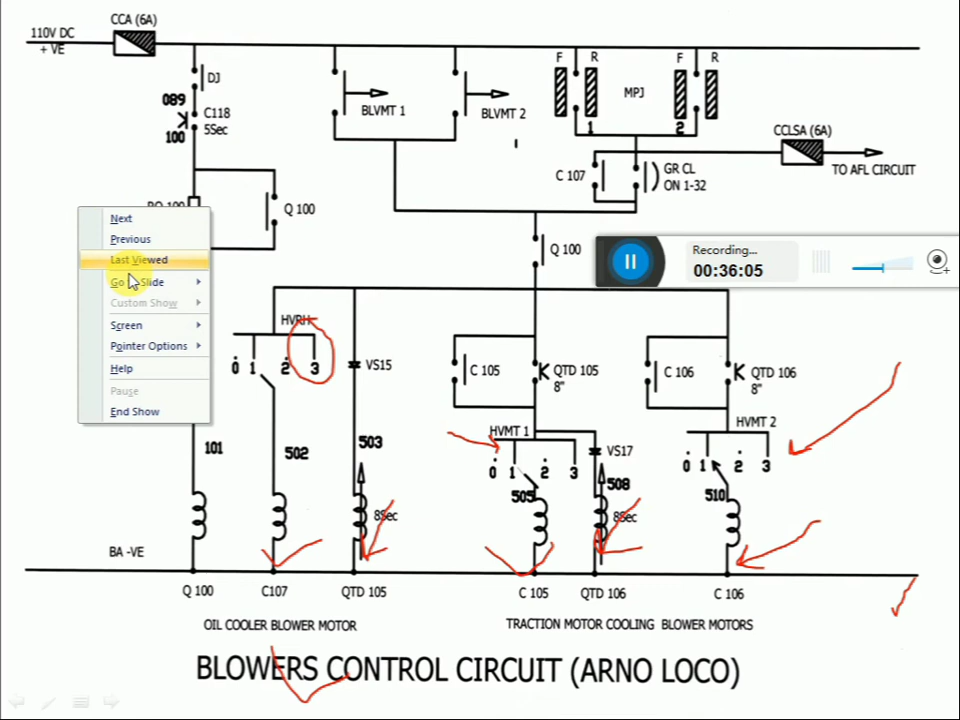 CCA (6A)
110V DC
+ VE
DJ
089
C118
100
5Sec
BLVMT 1
BLVMT 2
F
R
MPJ
F
R
1
2
CCLSA (6A)
TO AFL CIRCUIT
C 107
GR CL
ON 1-32
Q 100
Q 100
Recording...
00:36:05
Next
Previous
Last Viewed
Go Slide
Custom Show
Screen
Pointer Options
Help
Pause
End Show
0
1
2
3
VS15
C 105
QTD 105
8"
C 106
QTD 106
8"
HVMT 1
HVMT 2
0
1
2
3
VS17
0
1
2
3
101
502
503
8Sec
505
508
8Sec
510
BA -VE
Q 100
C107
QTD 105
C 105
QTD 106
C 106
OIL COOLER BLOWER MOTOR
TRACTION MOTOR COOLING BLOWER MOTORS
BLOWERS CONTROL CIRCUIT (ARNO LOCO)